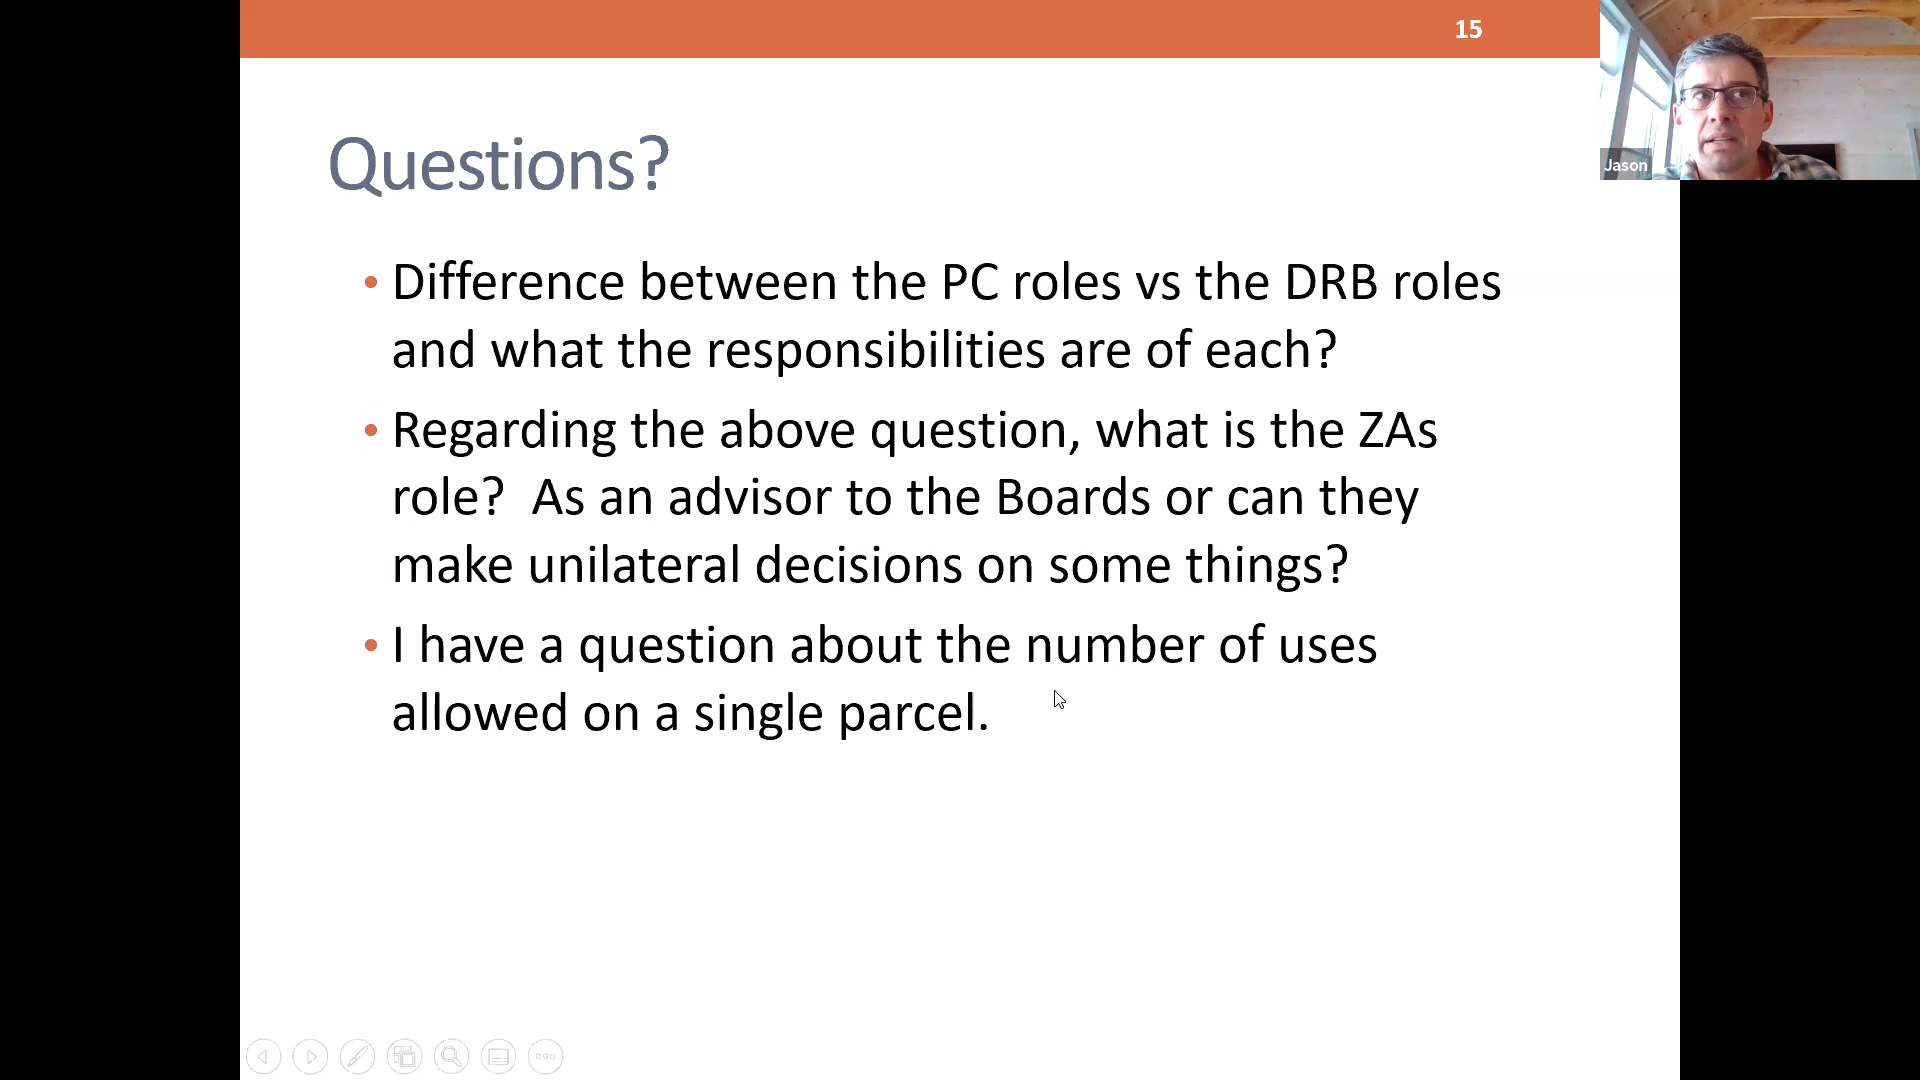 15
Jason
Questions?
• Difference between the PC roles vs the DRB roles
and what the responsibilities are of each?
• Regarding the above question, what is the ZAs
role?  As an advisor to the Boards or can they
make unilateral decisions on some things?
• I have a question about the number of uses
allowed on a single parcel.